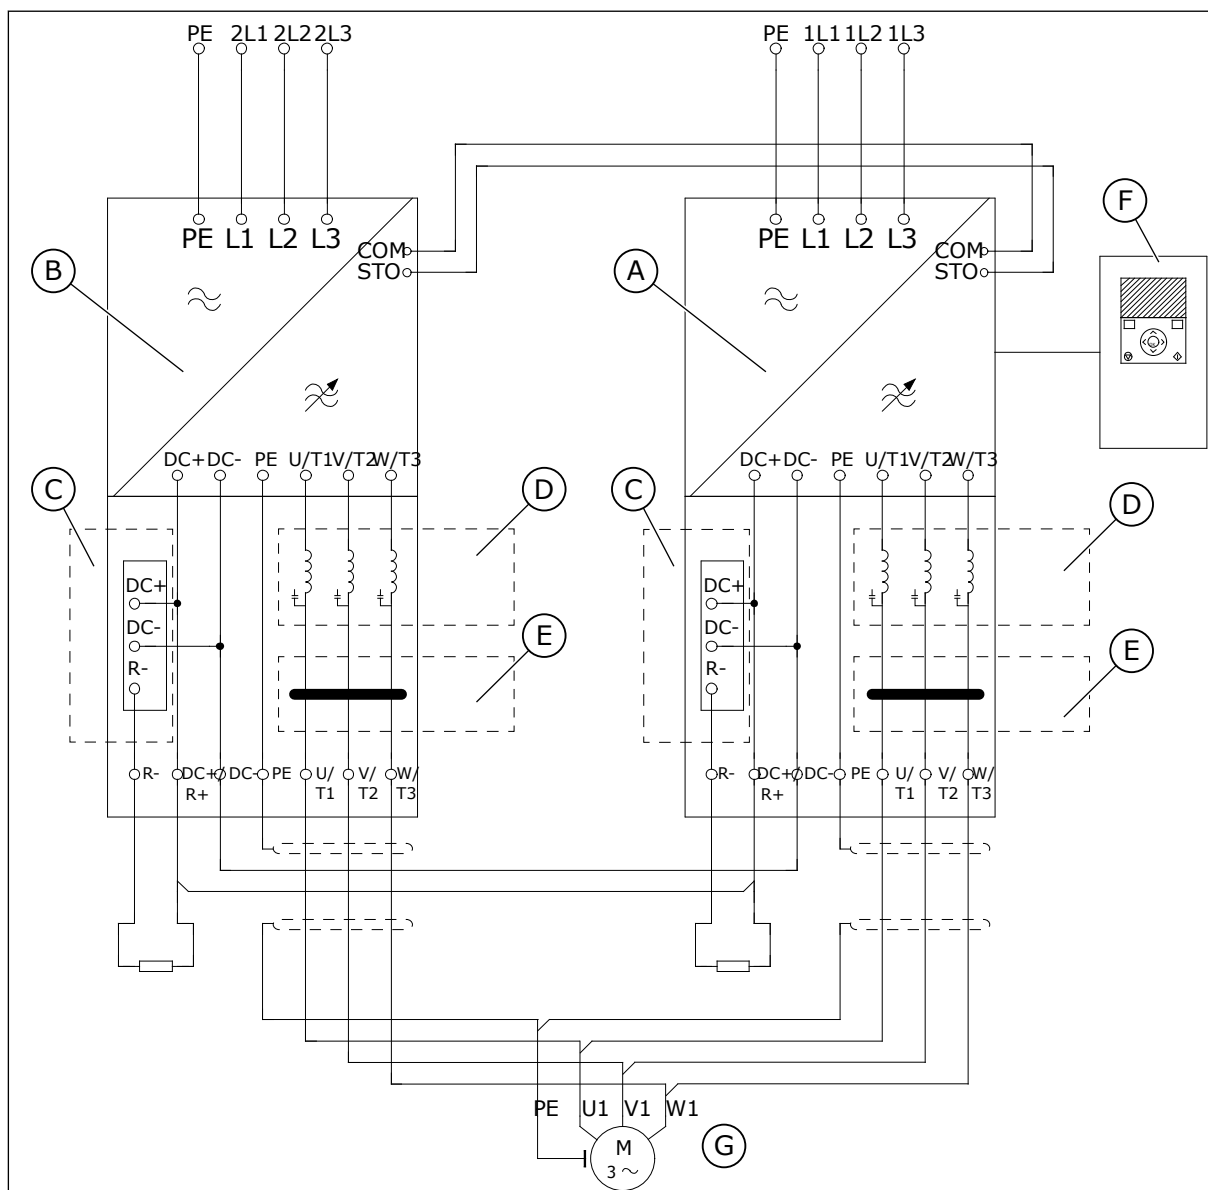 PE 2L1 2L2 2L3
PE 1L1 1L2 1L3
PE L1 L2 L3
COM
STO
B
PE L1 L2 L3
COM
STO
A
F
DC+ DC- PE U/T1 V/T2 W/T3
DC+ DC- PE U/T1 V/T2 W/T3
C
D
C
D
DC+
DC-
R-
E
DC+
DC-
R-
E
R- DC+/ DC- PE U/ V/ W/
R+ T1 T2 T3
R- DC+/ DC- PE U/ V/ W/
R+ T1 T2 T3
PE U1 V1 W1
M
3 ~
G